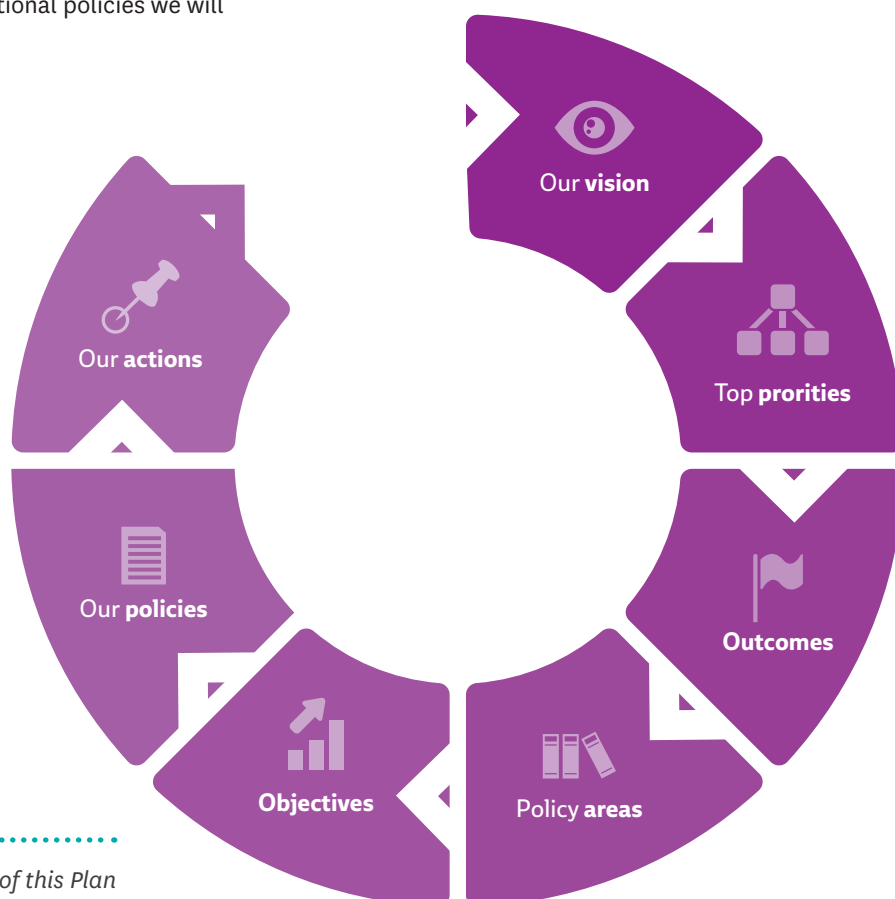 tional policies we will
Our vision
Top prorities
Outcomes
Policy areas
Objectives
Our policies
Our actions
of this Plan